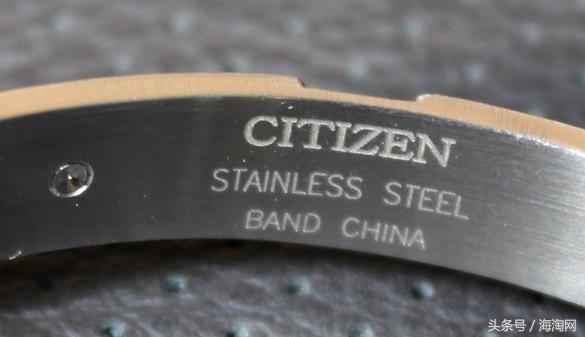 CITIZEN
STAINLESS STEEL
BAND CHINA
头条号 / 海淘网